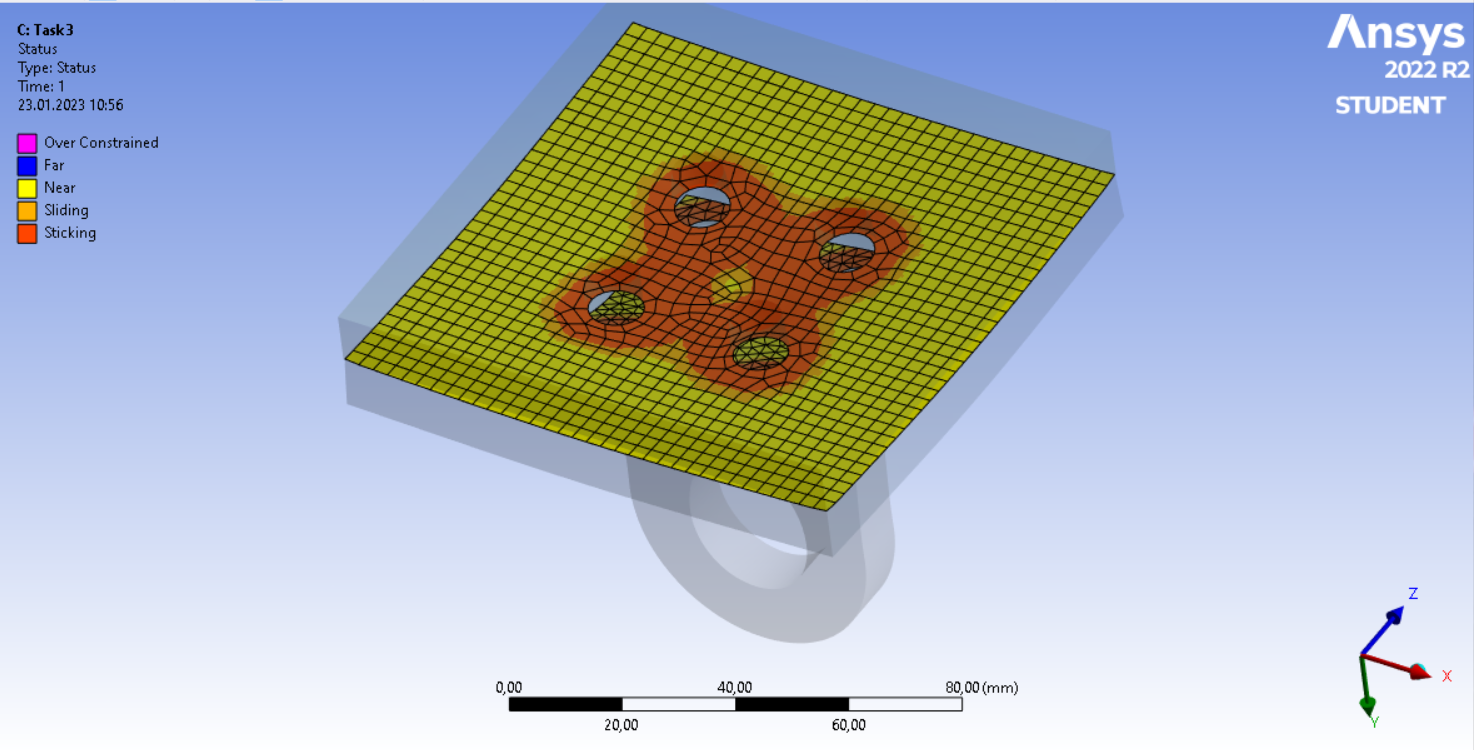 C: Task3
Status
Type: Status
Time: 1
23.01.2023 10:56
Over Constrained
Far
Near
Sliding
Sticking
Ansys
2022 R2
STUDENT
0,00 40,00 80,00 (mm)
20,00 60,00
Z
X
Y